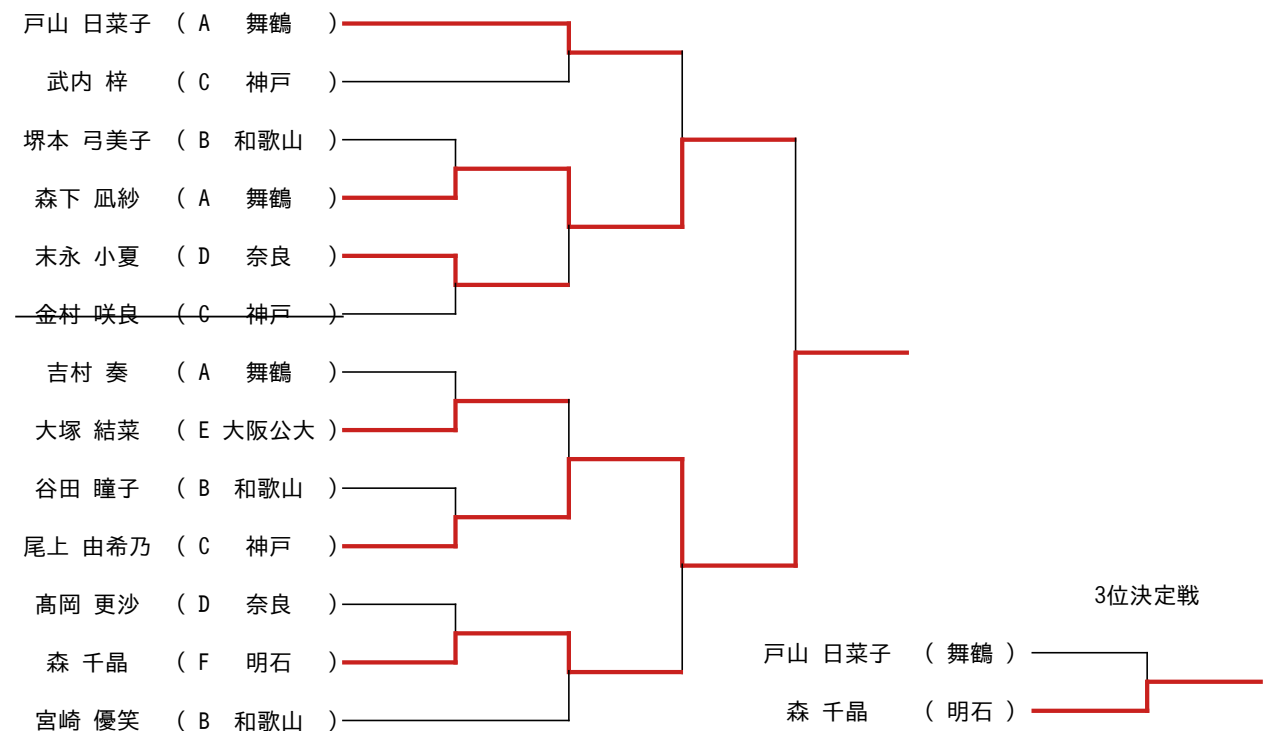 戸山 日菜子 ( A 舞鶴 )
武内 梓 ( C 神戸 )
堺本 弓美子 ( B 和歌山 )
森下 凪紗 ( A 舞鶴 )
末永 小夏 ( D 奈良 )
金村 咲良 ( C 神戸 )
吉村 奏 ( A 舞鶴 )
大塚 結菜 ( E 大阪公大 )
谷田 瞳子 ( B 和歌山 )
尾上 由希乃 ( C 神戸 )
髙岡 更沙 ( D 奈良 )
森 千晶 ( F 明石 )
宮崎 優笑 ( B 和歌山 )
3位決定戦
戸山 日菜子 ( 舞鶴 )
森 千晶 ( 明石 )